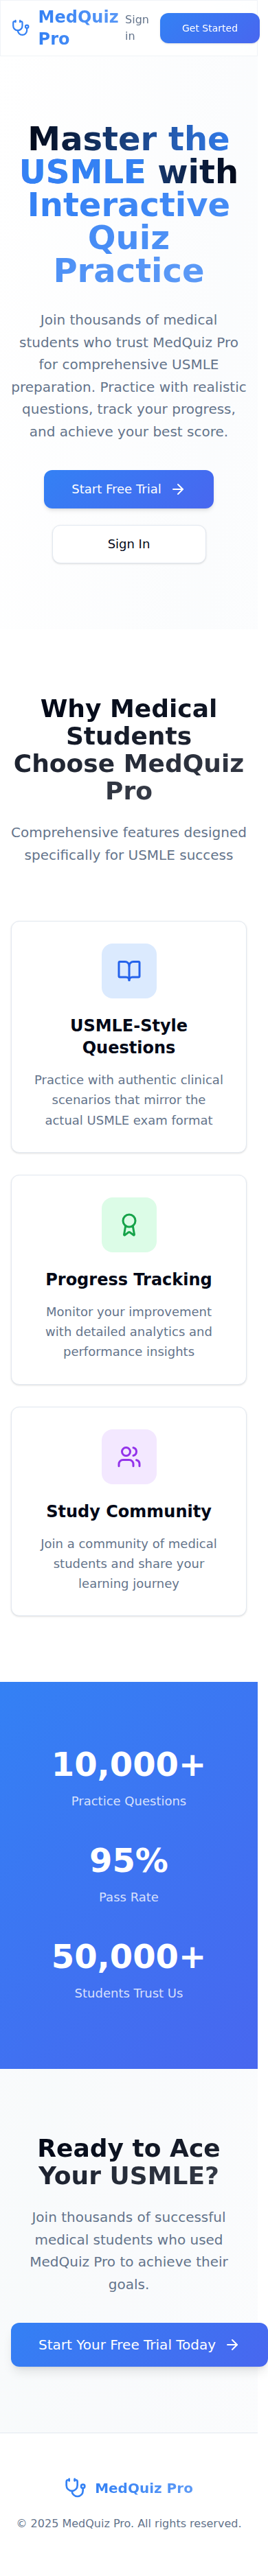 MedQuiz
Pro
Sign
in
Get Started
Master the
USMLE with
Interactive
Quiz
Practice
Join thousands of medical
students who trust MedQuiz Pro
for comprehensive USMLE
preparation. Practice with realistic
questions, track your progress,
and achieve your best score.
Start Free Trial
Sign In
Why Medical
Students
Choose MedQuiz
Pro
Comprehensive features designed
specifically for USMLE success
USMLE-Style
Questions
Practice with authentic clinical
scenarios that mirror the
actual USMLE exam format
Progress Tracking
Monitor your improvement
with detailed analytics and
performance insights
Study Community
Join a community of medical
students and share your
learning journey
10,000+
Practice Questions
95%
Pass Rate
50,000+
Students Trust Us
Ready to Ace
Your USMLE?
Join thousands of successful
medical students who used
MedQuiz Pro to achieve their
goals.
Start Your Free Trial Today
MedQuiz Pro
© 2025 MedQuiz Pro. All rights reserved.